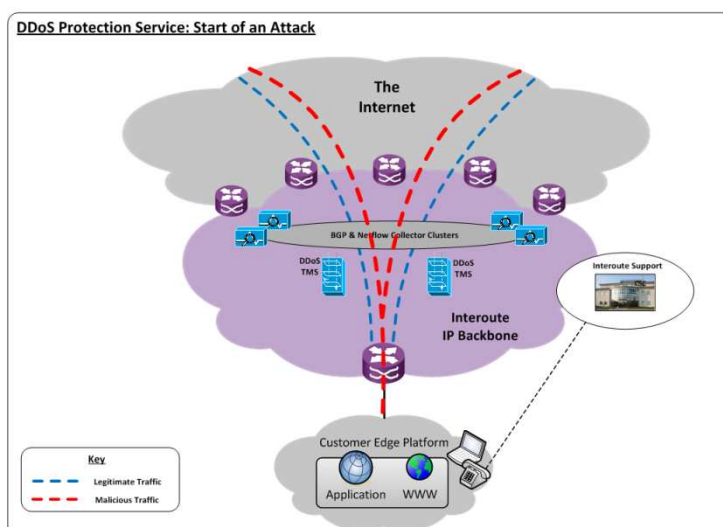 DDoS Protection Service: Start of an Attack
The
Internet
BGP & Netflow Collector Clusters
DDoS
TMS
DDoS
TMS
Interoute Support
Interoute
IP Backbone
Customer Edge Platform
Application
WWW
Key
Legitimate Traffic
Malicious Traffic